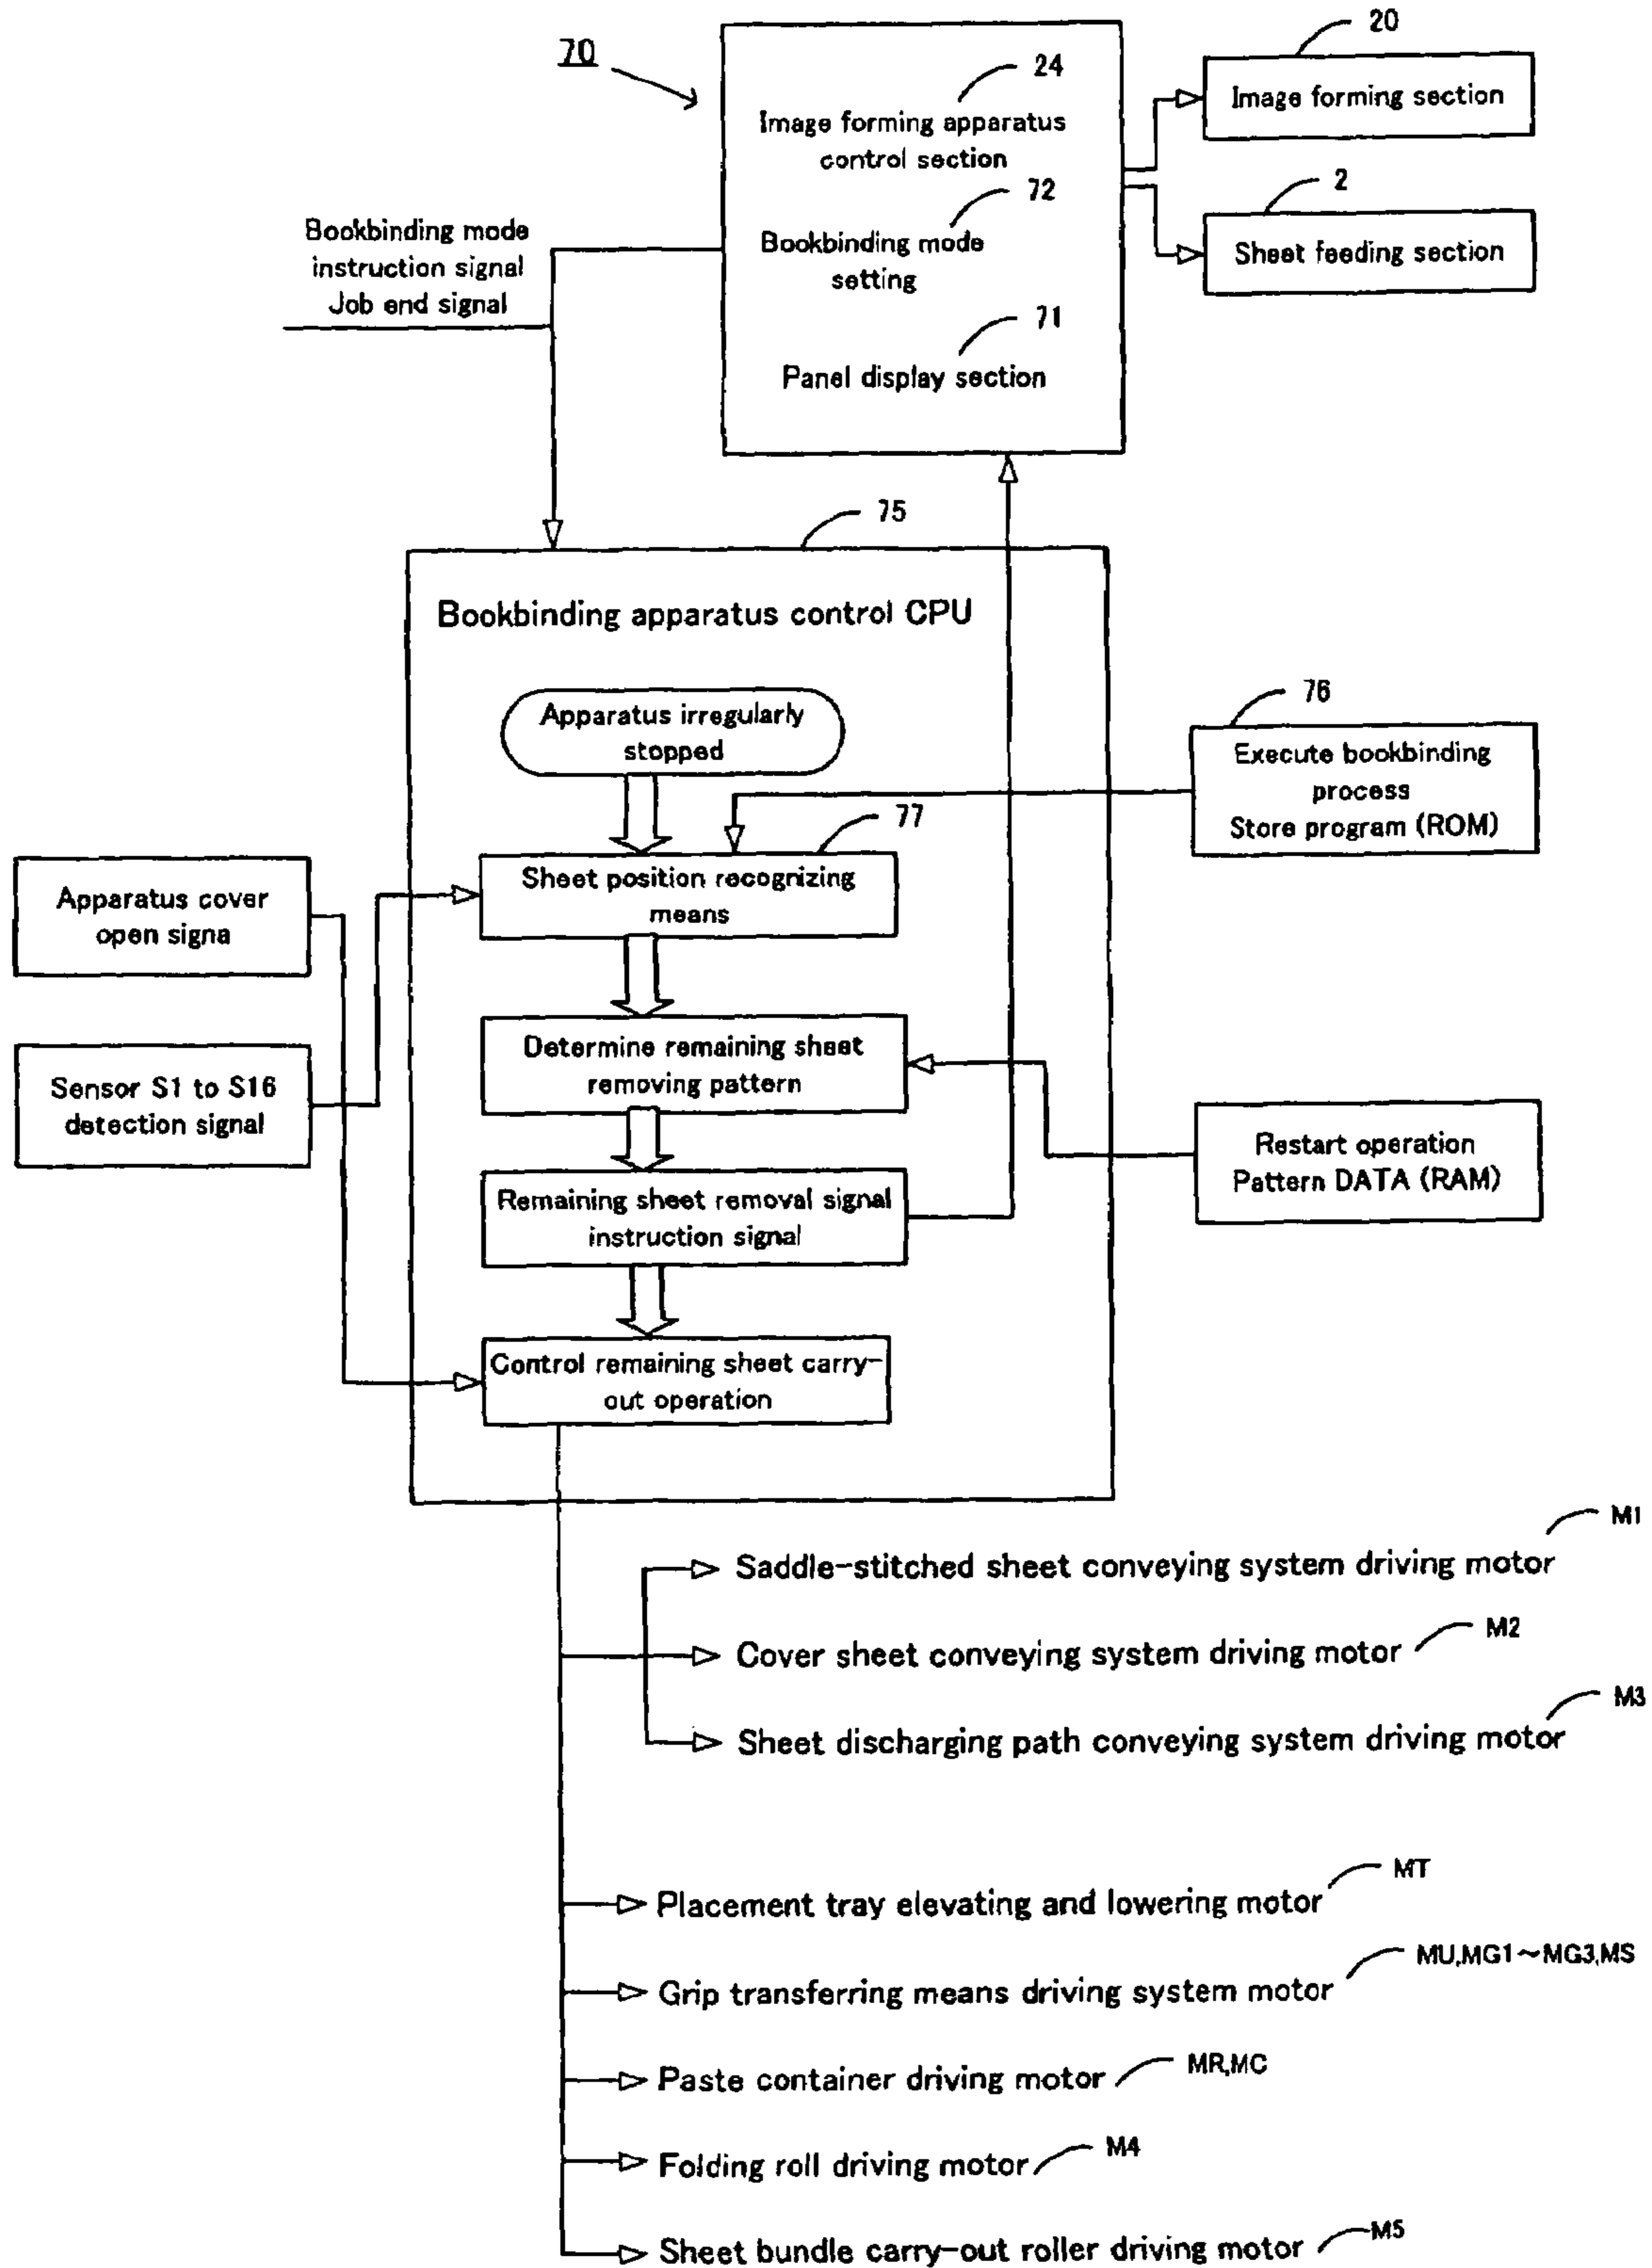 70
24
Image forming apparatus
control section
72
Bookbinding mode
setting
71
Panel display section
20
Image forming section
2
Sheet feeding section
Bookbinding mode
instruction signal
Job end signal
75
Bookbinding apparatus control CPU
Apparatus irregularly
stopped
76
Execute bookbinding
process
Store program (ROM)
77
Sheet position recognizing
means
Apparatus cover
open signa
Sensor S1 to S16
detection signal
Determine remaining sheet
removing pattern
Restart operation
Pattern DATA (RAM)
Remaining sheet removal signal
instruction signal
Control remaining sheet carry-
out operation
M1
Saddle-stitched sheet conveying system driving motor
M2
Cover sheet conveying system driving motor
M3
Sheet discharging path conveying system driving motor
MT
Placement tray elevating and lowering motor
MU,MG1~MG3,MS
Grip transferring means driving system motor
MR,MC
Paste container driving motor
M4
Folding roll driving motor
M5
Sheet bundle carry-out roller driving motor